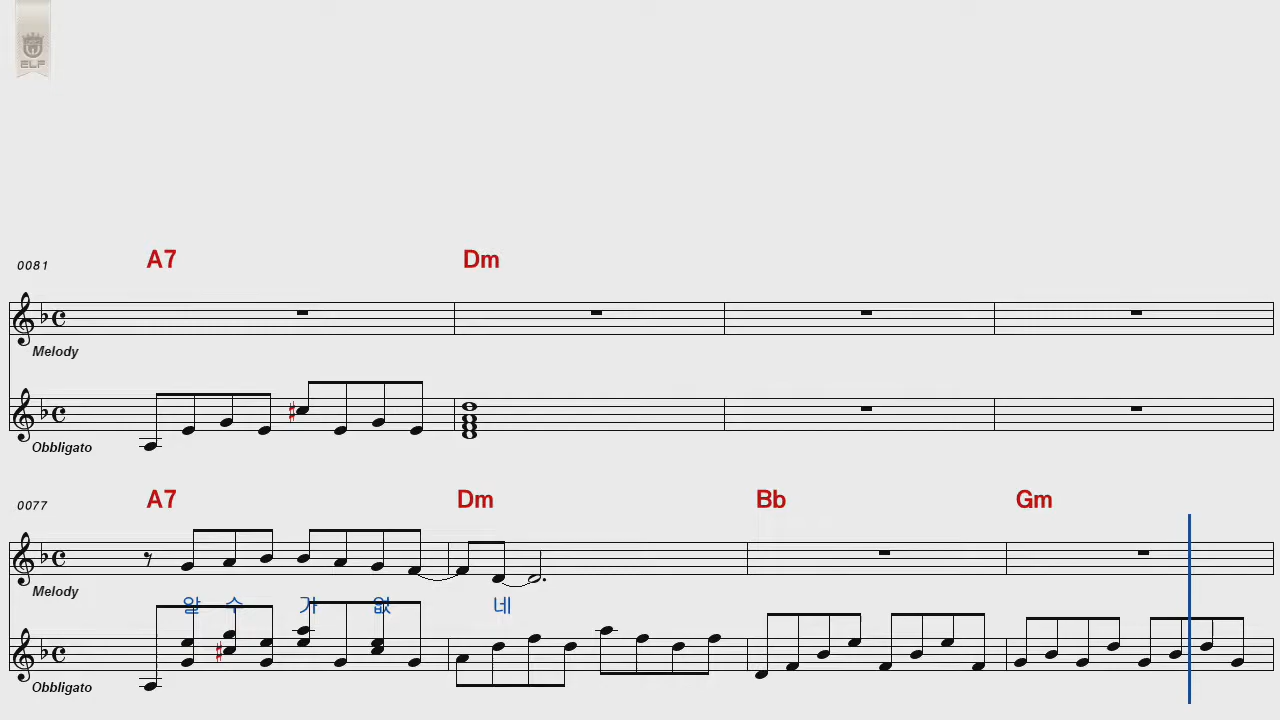 ELF
A7 Dm
0081
Melody
Obbligato
A7 Dm Bb Gm
0077
Melody
알 수 가 없 네
Obbligato